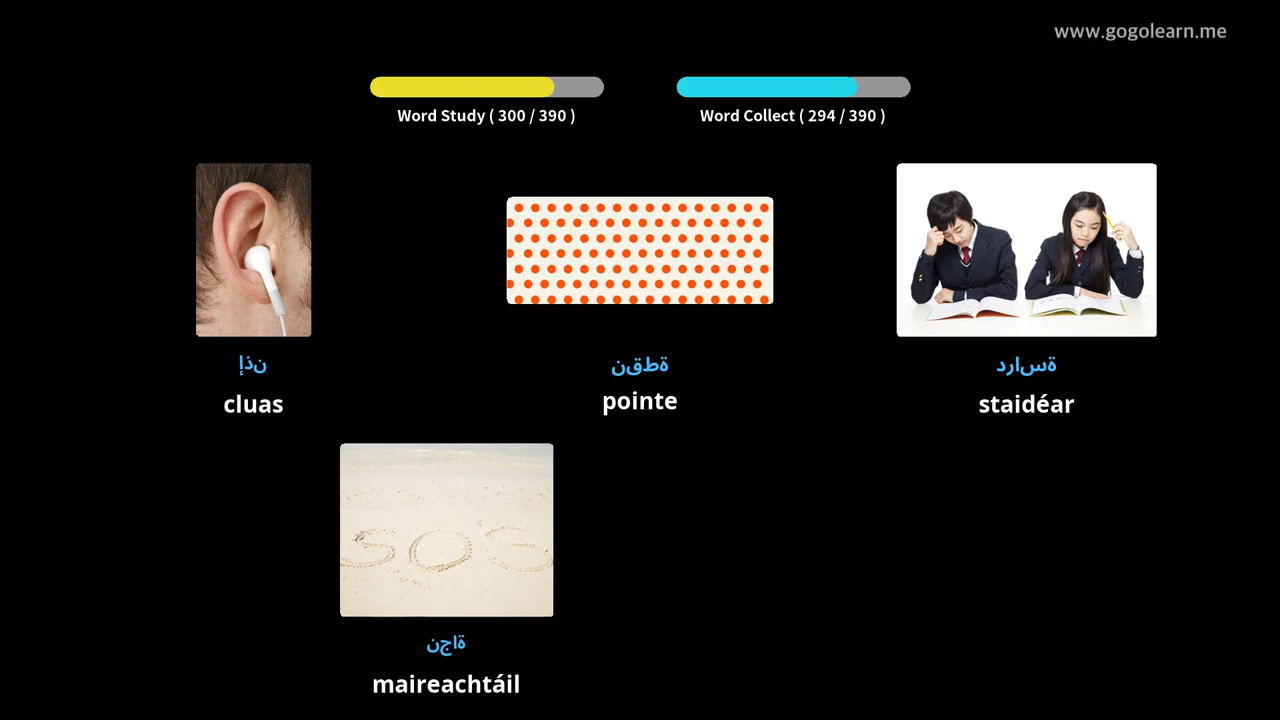 www.gogolearn.me
Word Study ( 300 / 390 )
Word Collect ( 294 / 390 )
نذإ
ةطقن
ةسارد
cluas
pointe
staidéar
ةاجن
maireachtáil